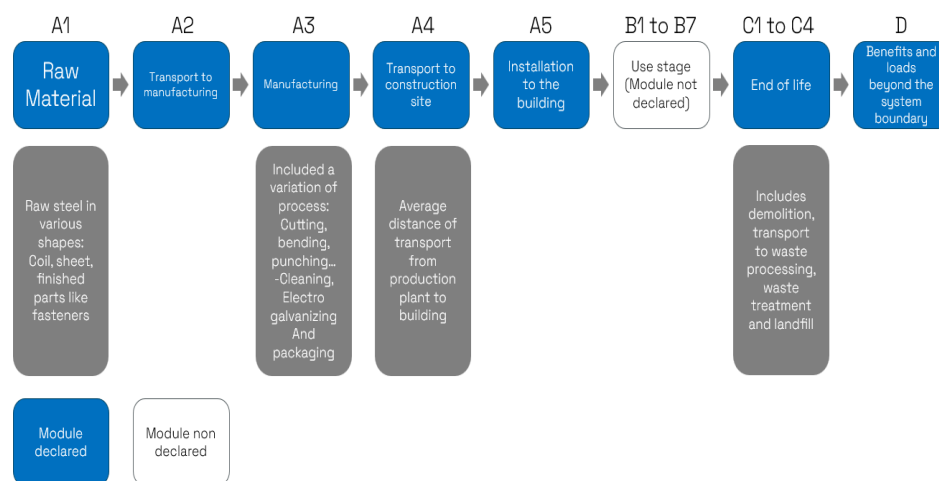 A1
A2
A3
A4
A5
B1 to B7
C1 to C4
D
Raw
Material
Transport to
manufacturing
Manufacturing
Transport to
construction
site
Installation
to the
building
Use stage
(Module not
declared)
End of life
Benefits and
loads
beyond the
system
boundary
Raw steel in
various
shapes:
Coil, sheet,
finished
parts like
fasteners
Included a
variation of
process:
Cutting,
bending,
punching...
-Cleaning,
Electro
galvanizing
And
packaging
Average
distance of
transport
from
production
plant to
building
Includes
demolition,
transport
to waste
processing,
waste
treatment
and landfill
Module
declared
Module non
declared